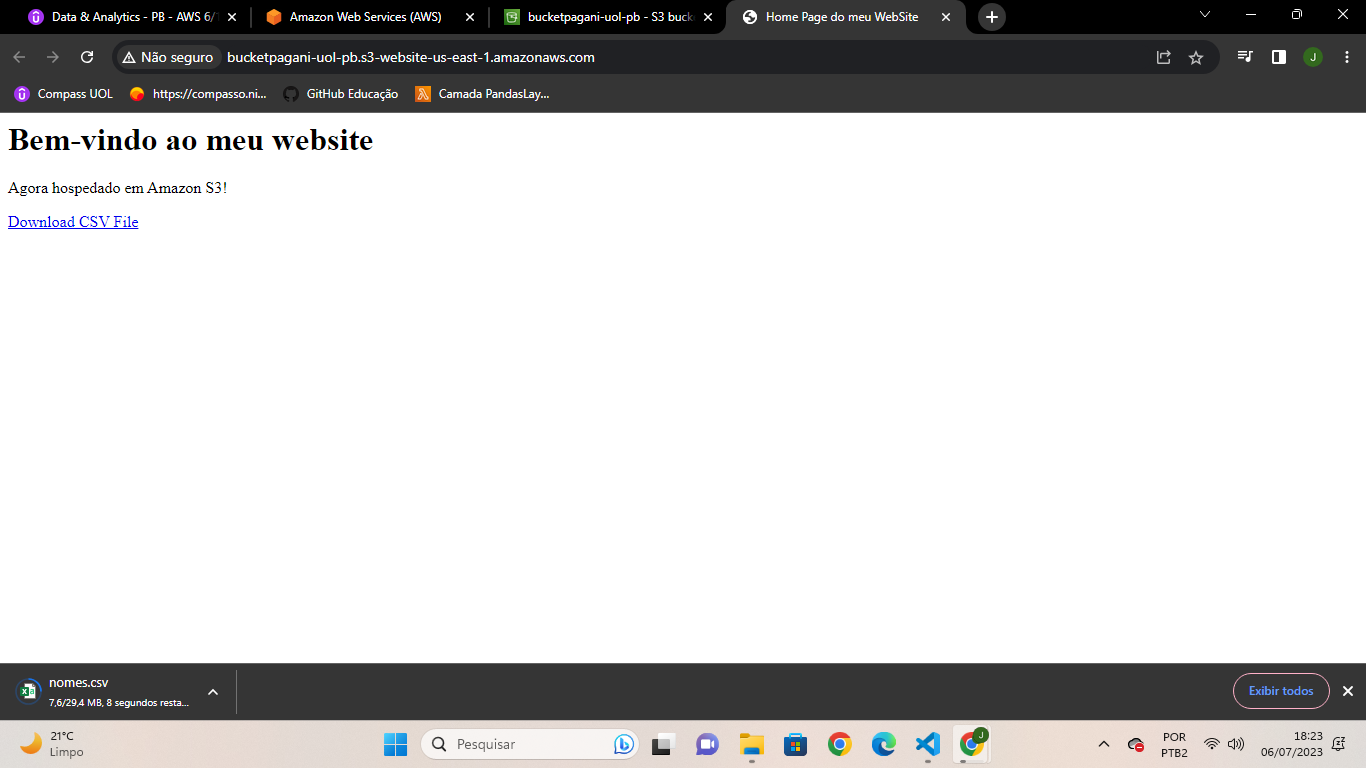 Data & Analytics - PB - AWS 6/
Amazon Web Services (AWS)
bucketpagani-uol-pb - S3 buck
Home Page do meu WebSite
Não seguro
bucketpagani-uol-pb.s3-website-us-east-1.amazonaws.com
J
Compass UOL
https://compasso.ni...
GitHub Educação
Camada PandasLay...
Bem-vindo ao meu website
Agora hospedado em Amazon S3!
Download CSV File
nomes.csv
7,6/29,4 MB, 8 segundos resta...
Exibir todos
21°C
Limpo
Pesquisar
J
POR
PTB2
18:23
06/07/2023